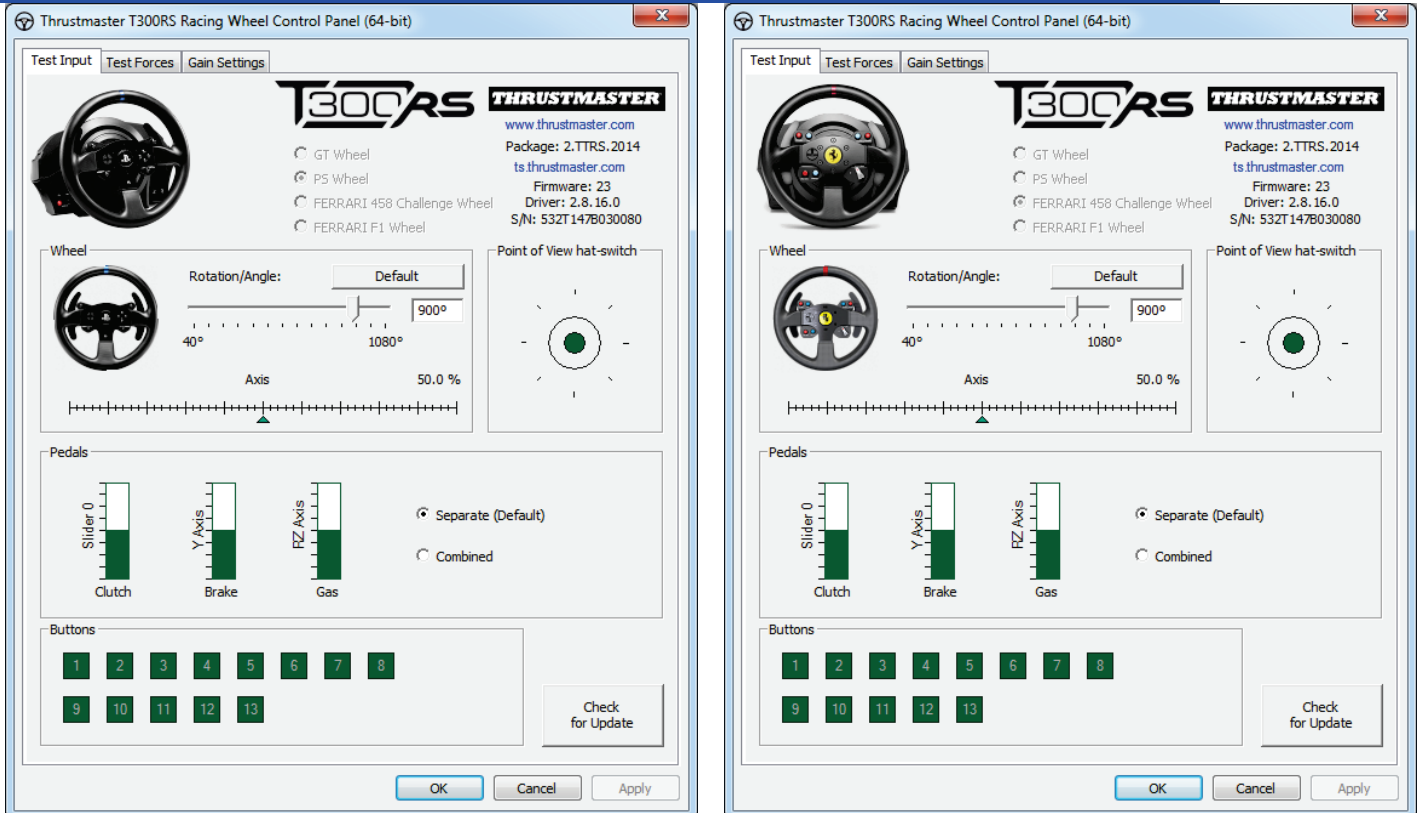 Thrustmaster T300RS Racing Wheel Control Panel (64-bit)
Test Input
Test Forces
Gain Settings
T300RS
THRUSTMASTER
www.thrustmaster.com
Package: 2.TTRS.2014
ts.thrustmaster.com
Firmware: 23
Driver: 2.8.16.0
S/N: 532T147B030080
GT Wheel
PS Wheel
FERRARI 458 Challenge Wheel
FERRARI F1 Wheel
Wheel
Rotation/Angle:
Default
900°
40°
1080°
Axis
50.0 %
Point of View hat-switch
Pedals
Slider 0
Y Axis
RZ Axis
Clutch
Brake
Gas
Separate (Default)
Combined
Buttons
1 2 3 4 5 6 7 8
9 10 11 12 13
Check
for Update
OK
Cancel
Apply
Thrustmaster T300RS Racing Wheel Control Panel (64-bit)
Test Input
Test Forces
Gain Settings
T300RS
THRUSTMASTER
www.thrustmaster.com
Package: 2.TTRS.2014
ts.thrustmaster.com
Firmware: 23
Driver: 2.8.16.0
S/N: 532T147B030080
GT Wheel
PS Wheel
FERRARI 458 Challenge Wheel
FERRARI F1 Wheel
Wheel
Rotation/Angle:
Default
900°
40°
1080°
Axis
50.0 %
Point of View hat-switch
Pedals
Slider 0
Y Axis
RZ Axis
Clutch
Brake
Gas
Separate (Default)
Combined
Buttons
1 2 3 4 5 6 7 8
9 10 11 12 13
Check
for Update
OK
Cancel
Apply